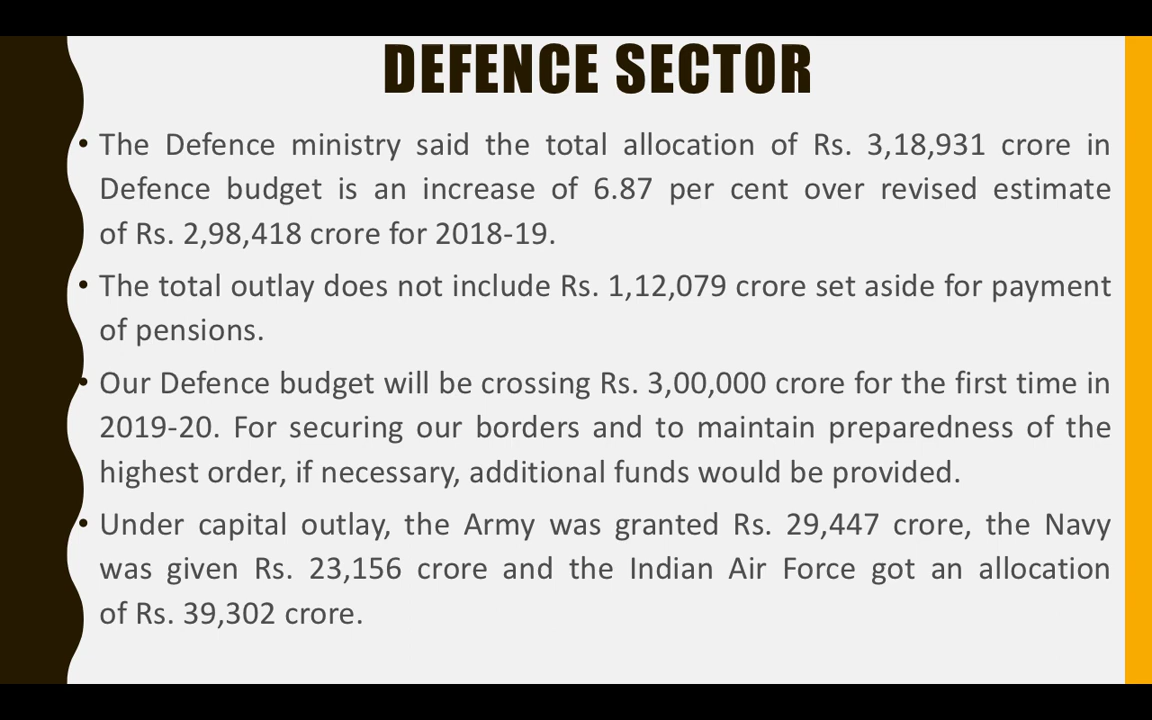 DEFENCE SECTOR
• The Defence ministry said the total allocation of Rs. 3,18,931 crore in
Defence budget is an increase of 6.87 per cent over revised estimate
of Rs. 2,98,418 crore for 2018-19.
• The total outlay does not include Rs. 1,12,079 crore set aside for payment
of pensions.
• Our Defence budget will be crossing Rs. 3,00,000 crore for the first time in
2019-20. For securing our borders and to maintain preparedness of the
highest order, if necessary, additional funds would be provided.
• Under capital outlay, the Army was granted Rs. 29,447 crore, the Navy
was given Rs. 23,156 crore and the Indian Air Force got an allocation
of Rs. 39,302 crore.